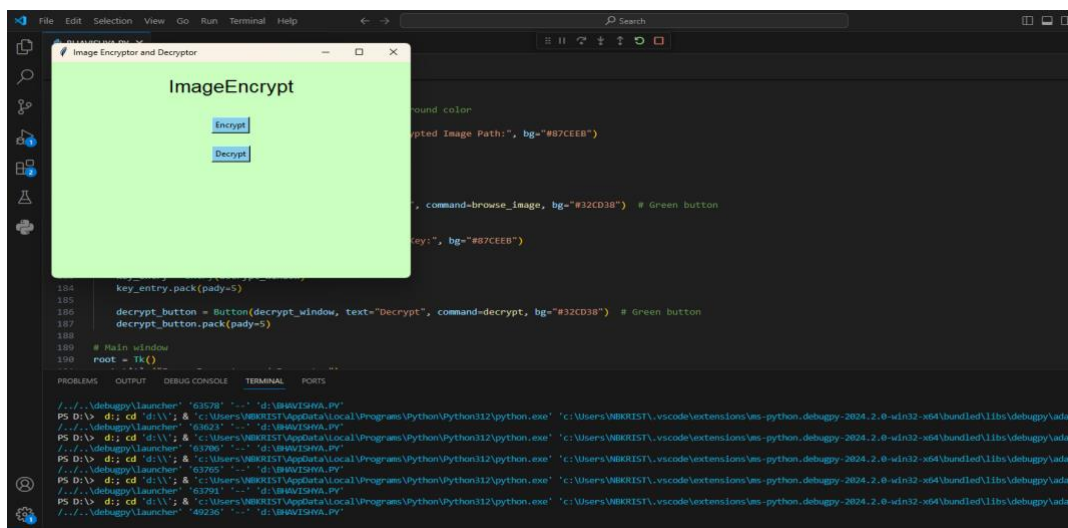 File Edit Selection View Go Run Terminal Help
Search
Image Encryptor and Decryptor
ImageEncrypt
Encrypt
Decrypt
ound color
ypted Image Path:", bg="#87CEEB")
", command=browse_image, bg="#32CD38") # Green button
Key:", bg="#87CEEB")
184 key_entry.pack(pady=5)
185
186 decrypt_button = Button(decrypt_window, text="Decrypt", command=decrypt, bg="#32CD38") # Green button
187 decrypt_button.pack(pady=5)
188
189 # Main window
190 root = Tk()
PROBLEMS OUTPUT DEBUG CONSOLE TERMINAL PORTS
/../..\debugpy\launcher' '63578' '--' 'd:\BHAVISHYA.PY'
PS D:\> d:; cd 'd:\\'; & 'c:\Users\NBKRIST\AppData\Local\Programs\Python\Python312\python.exe' 'c:\Users\NBKRIST\.vscode\extensions\ms-python.debugpy-2024.2.0-win32-x64\bundled\libs\debugpy\ada
/../..\debugpy\launcher' '63623' '--' 'd:\BHAVISHYA.PY'
PS D:\> d:; cd 'd:\\'; & 'c:\Users\NBKRIST\AppData\Local\Programs\Python\Python312\python.exe' 'c:\Users\NBKRIST\.vscode\extensions\ms-python.debugpy-2024.2.0-win32-x64\bundled\libs\debugpy\ada
/../..\debugpy\launcher' '63706' '--' 'd:\BHAVISHYA.PY'
PS D:\> d:; cd 'd:\\'; & 'c:\Users\NBKRIST\AppData\Local\Programs\Python\Python312\python.exe' 'c:\Users\NBKRIST\.vscode\extensions\ms-python.debugpy-2024.2.0-win32-x64\bundled\libs\debugpy\ada
/../..\debugpy\launcher' '63765' '--' 'd:\BHAVISHYA.PY'
PS D:\> d:; cd 'd:\\'; & 'c:\Users\NBKRIST\AppData\Local\Programs\Python\Python312\python.exe' 'c:\Users\NBKRIST\.vscode\extensions\ms-python.debugpy-2024.2.0-win32-x64\bundled\libs\debugpy\ada
/../..\debugpy\launcher' '63791' '--' 'd:\BHAVISHYA.PY'
PS D:\> d:; cd 'd:\\'; & 'c:\Users\NBKRIST\AppData\Local\Programs\Python\Python312\python.exe' 'c:\Users\NBKRIST\.vscode\extensions\ms-python.debugpy-2024.2.0-win32-x64\bundled\libs\debugpy\ada
/../..\debugpy\launcher' '49236' '--' 'd:\BHAVISHYA.PY'